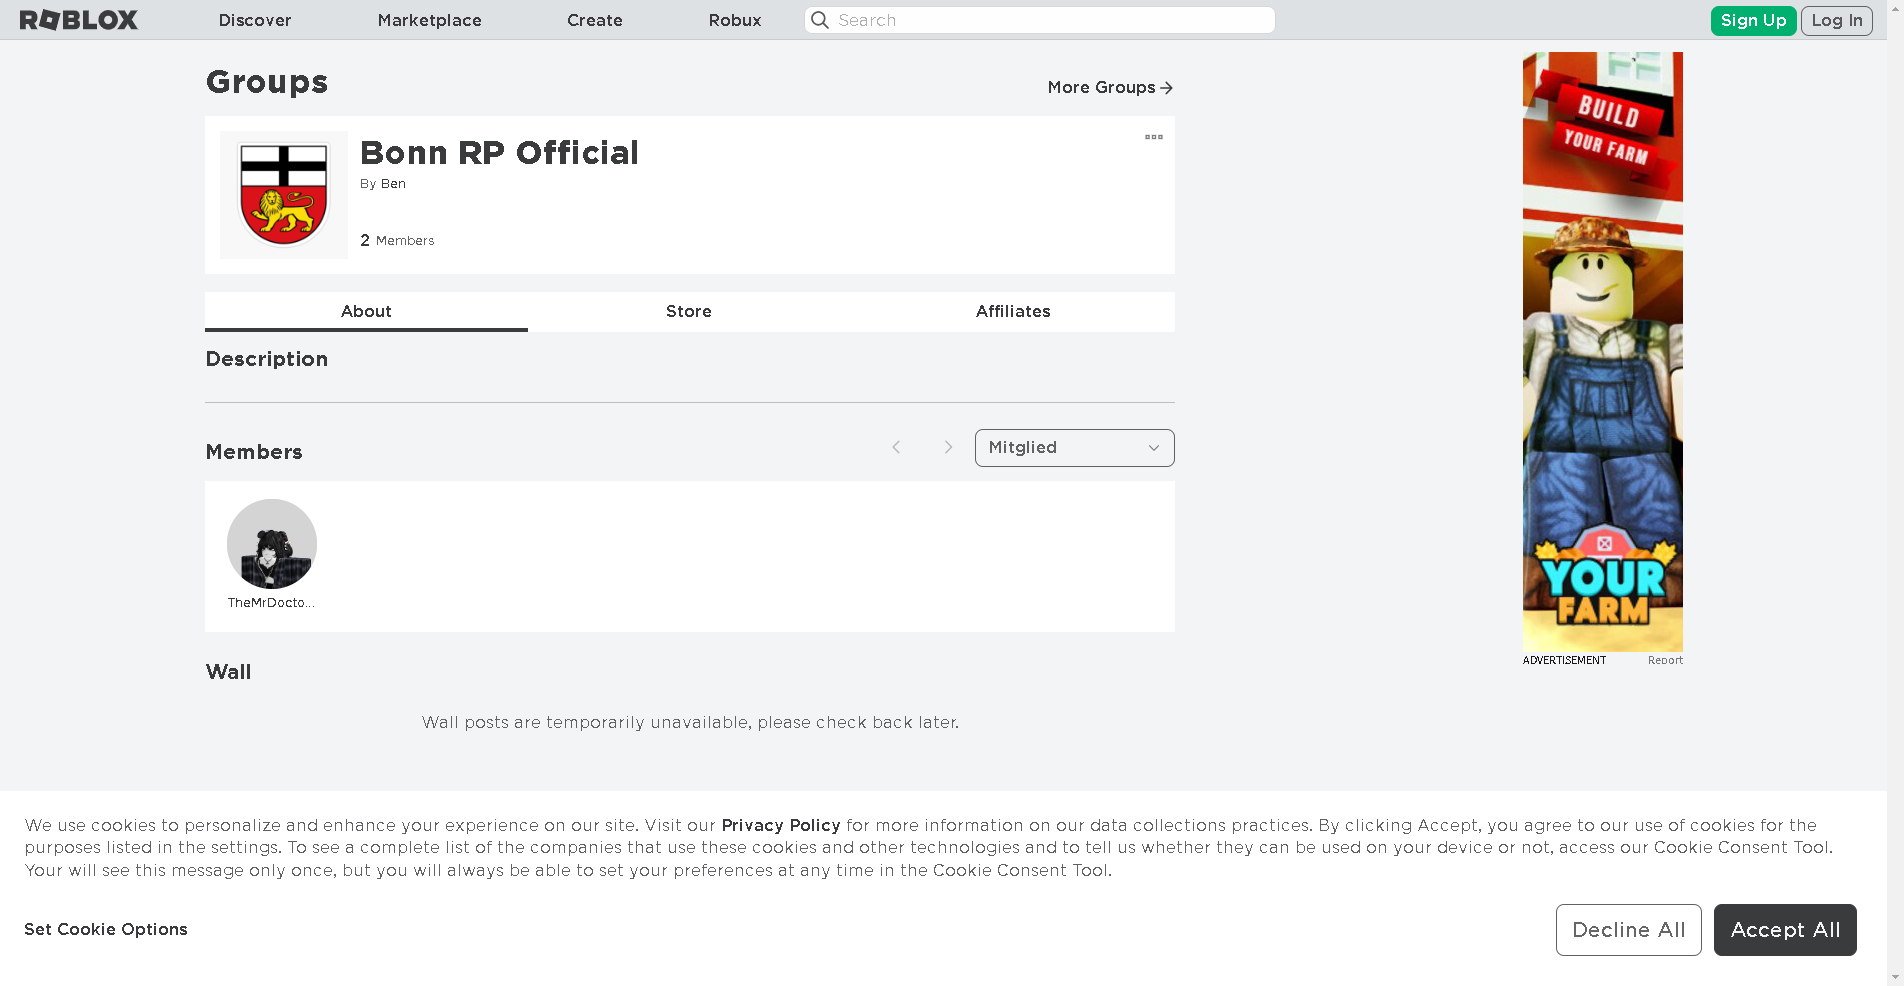 ROBLOX
Discover
Marketplace
Create
Robux
Search
Sign Up
Log In
Groups
More Groups
Bonn RP Official
By Ben
2 Members
About
Store
Affiliates
Description
Members
Mitglied
TheMrDocto...
Wall
Wall posts are temporarily unavailable, please check back later.
BUILD
YOUR FARM
YOUR
FARM
ADVERTISEMENT
Report
We use cookies to personalize and enhance your experience on our site. Visit our Privacy Policy for more information on our data collections practices. By clicking Accept, you agree to our use of cookies for the
purposes listed in the settings. To see a complete list of the companies that use these cookies and other technologies and to tell us whether they can be used on your device or not, access our Cookie Consent Tool.
Your will see this message only once, but you will always be able to set your preferences at any time in the Cookie Consent Tool.
Set Cookie Options
Decline All
Accept All